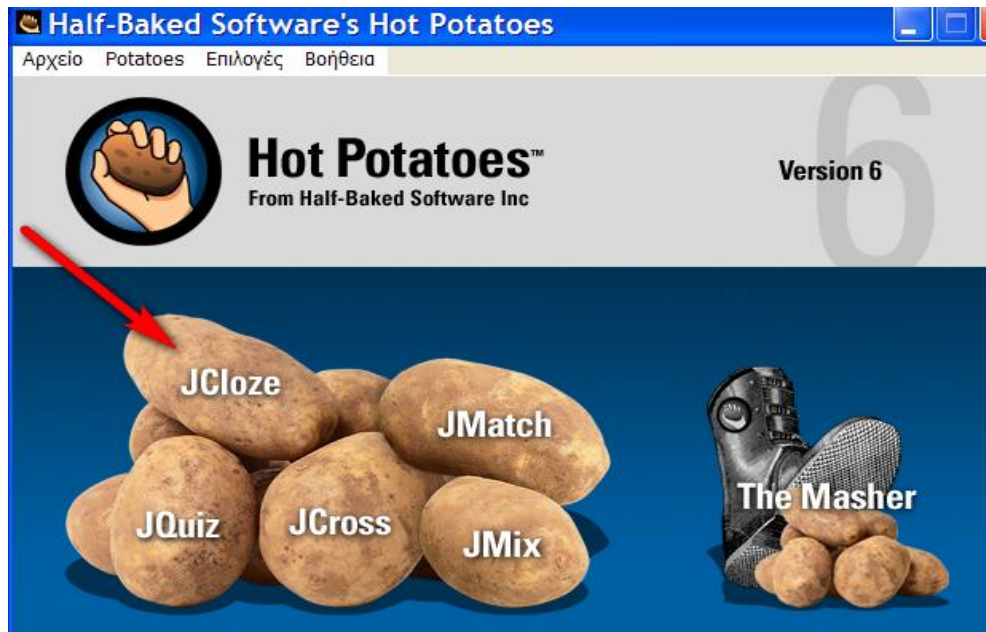 Half-Baked Software's Hot Potatoes
Αρχείο Potatoes Επιλογές Βοήθεια
6
Hot Potatoes™
From Half-Baked Software Inc
Version 6
JCloze
JMatch
JQuiz
JCross
JMix
The Masher